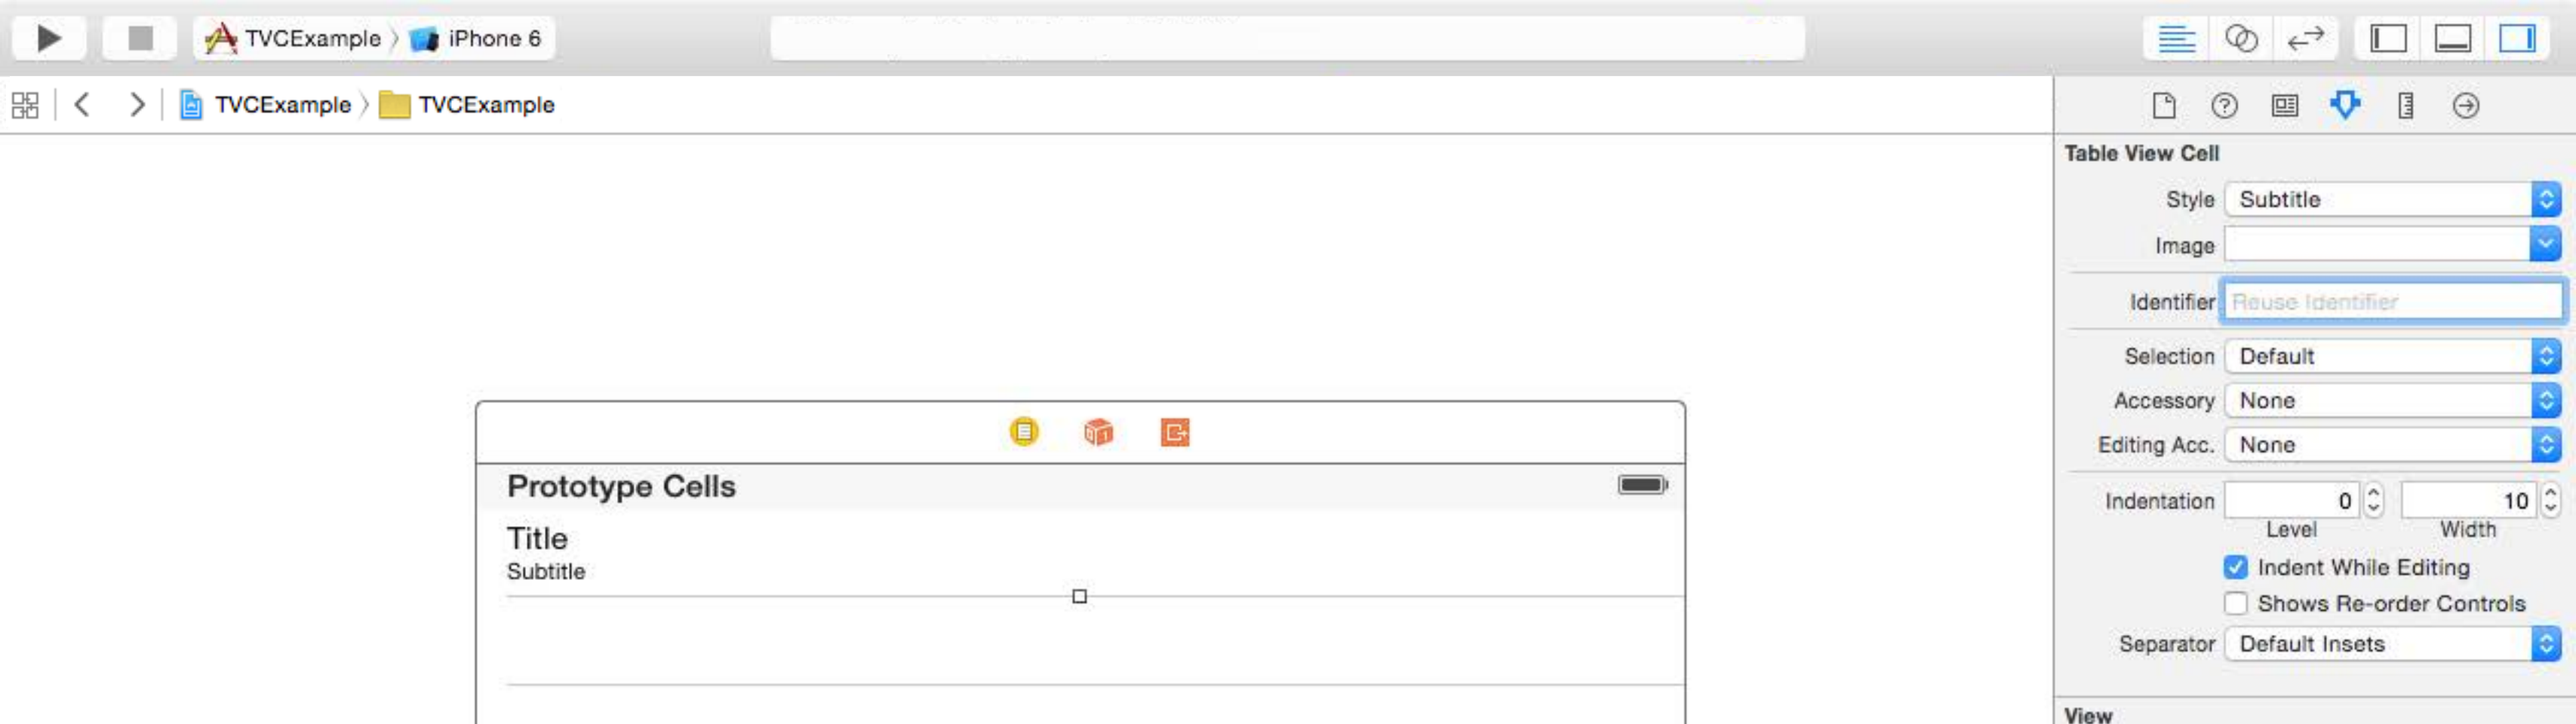 TVCExample iPhone 6
TVCExample TVCExample
Table View Cell
Style Subtitle
Image
Identifier Reuse Identifier
Selection Default
Accessory None
Editing Acc. None
Indentation 0 10
Level Width
Indent While Editing
Shows Re-order Controls
Separator Default Insets
View
Prototype Cells
Title
Subtitle